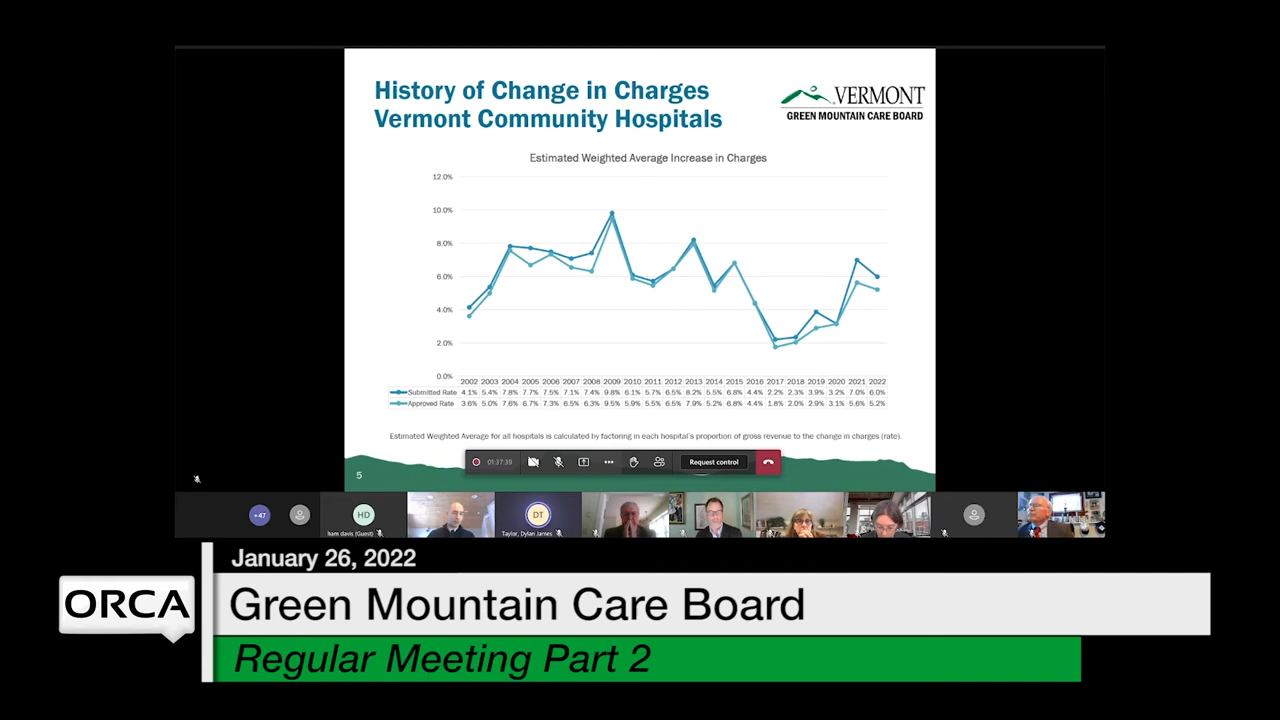 History of Change in Charges
Vermont Community Hospitals
VERMONT
GREEN MOUNTAIN CARE BOARD
Estimated Weighted Average Increase in Charges
12.0%
10.0%
8.0%
6.0%
4.0%
2.0%
0.0%
2002 2003 2004 2005 2006 2007 2008 2009 2010 2011 2012 2013 2014 2015 2016 2017 2018 2019 2020 2021 2022
Submitted Rate 4.1% 5.4% 7.8% 7.7% 7.5% 7.1% 7.4% 9.8% 6.1% 5.7% 6.5% 8.2% 5.5% 6.8% 4.4% 2.2% 2.3% 3.9% 3.2% 7.0% 6.0%
Approved Rate 3.6% 5.0% 7.6% 6.7% 7.3% 6.5% 6.3% 9.5% 5.9% 5.5% 6.5% 7.9% 5.2% 6.8% 4.4% 1.8% 2.0% 2.9% 3.1% 5.6% 5.2%
Estimated Weighted Average for all hospitals is calculated by factoring in each hospital's proportion of gross revenue to the change in charges (rate).
01:37:39
Request control
5
+47
HD
DT
ham davis (Guest)
Taylor, Dylan James
January 26, 2022
ORCA
Green Mountain Care Board
Regular Meeting Part 2